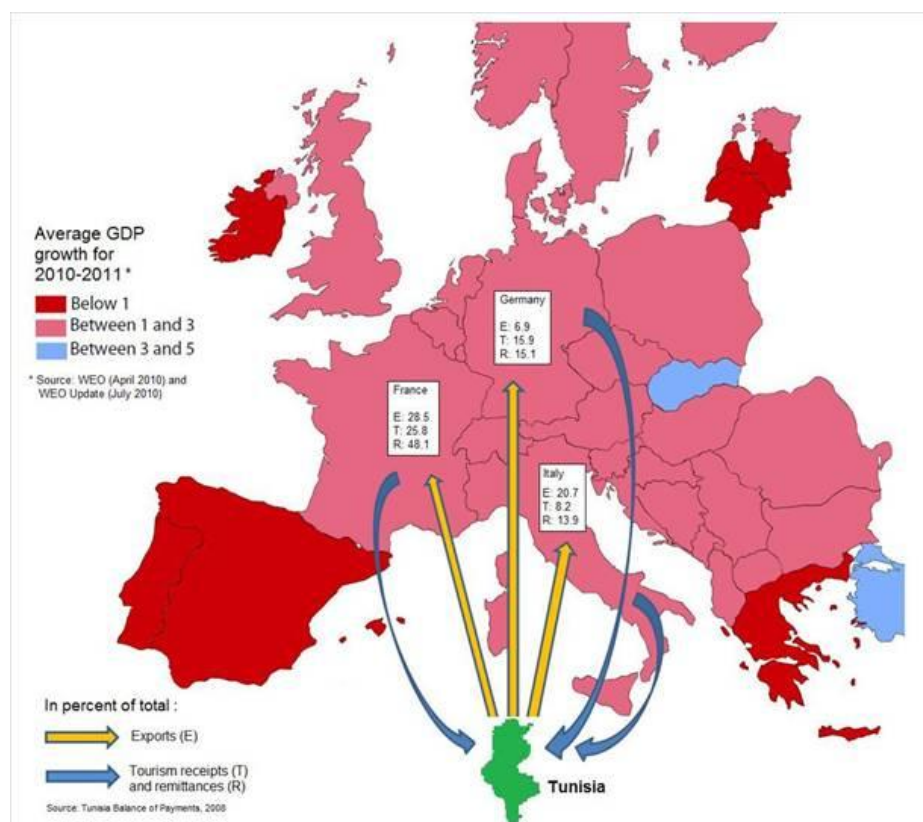 Average GDP
growth for
2010-2011*
Below 1
Between 1 and 3
Between 3 and 5
* Source: WEO (April 2010) and
WEO Update (July 2010)
Germany
E: 6.9
T: 15.9
R: 15.1
France
E: 28.5
T: 25.8
R: 48.1
Italy
E: 20.7
T: 8.2
R: 13.9
In percent of total :
Exports (E)
Tourism receipts (T)
and remittances (R)
Source: Tunisia Balance of Payments, 2008
Tunisia